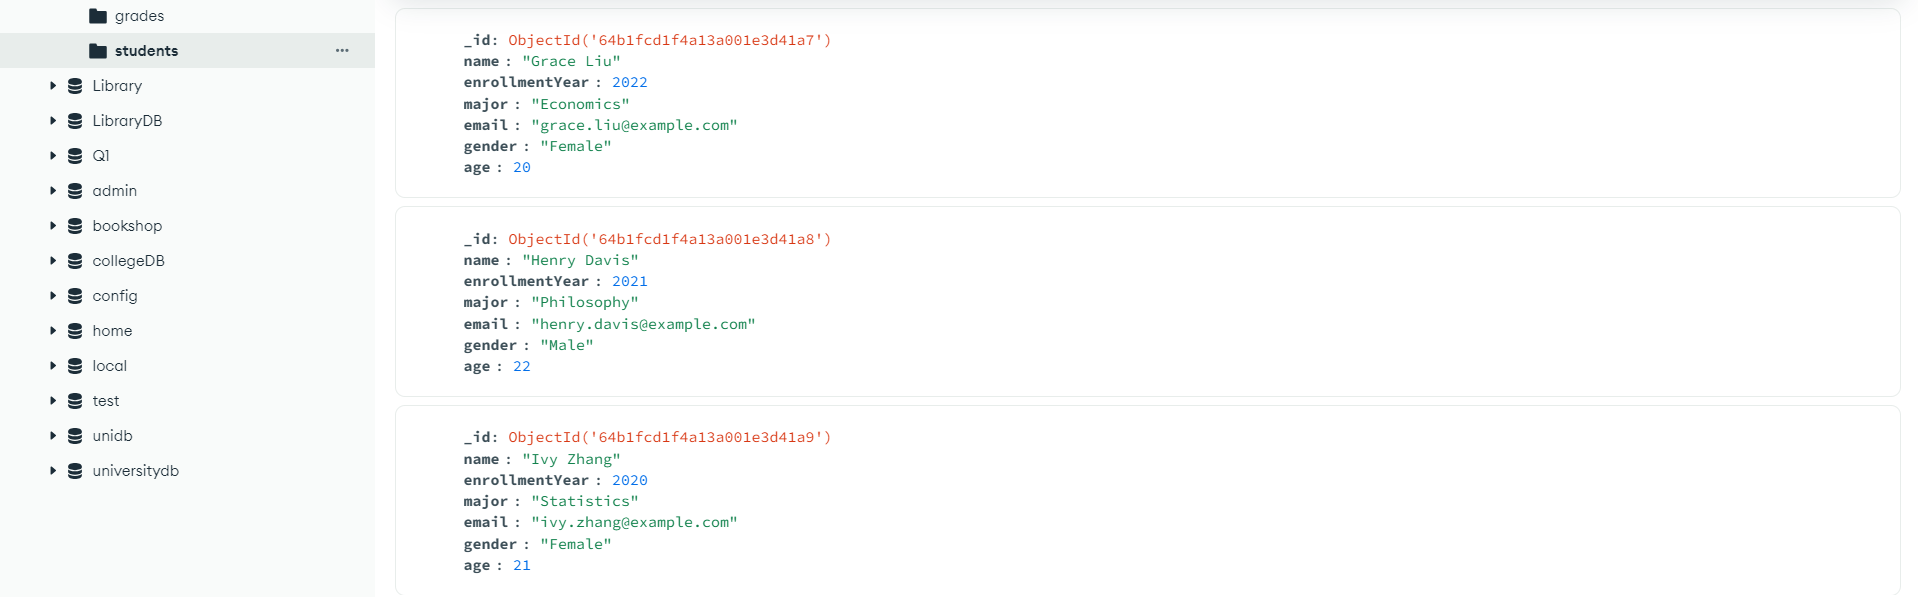 grades
students
Library
LibraryDB
Q1
admin
bookshop
collegeDB
config
home
local
test
unidb
universitydb
_id: ObjectId('64b1fcd1f4a13a001e3d41a7')
name : "Grace Liu"
enrollmentYear : 2022
major : "Economics"
email : "grace.liu@example.com"
gender : "Female"
age : 20
_id: ObjectId('64b1fcd1f4a13a001e3d41a8')
name : "Henry Davis"
enrollmentYear : 2021
major : "Philosophy"
email : "henry.davis@example.com"
gender : "Male"
age : 22
_id: ObjectId('64b1fcd1f4a13a001e3d41a9')
name : "Ivy Zhang"
enrollmentYear : 2020
major : "Statistics"
email : "ivy.zhang@example.com"
gender : "Female"
age : 21